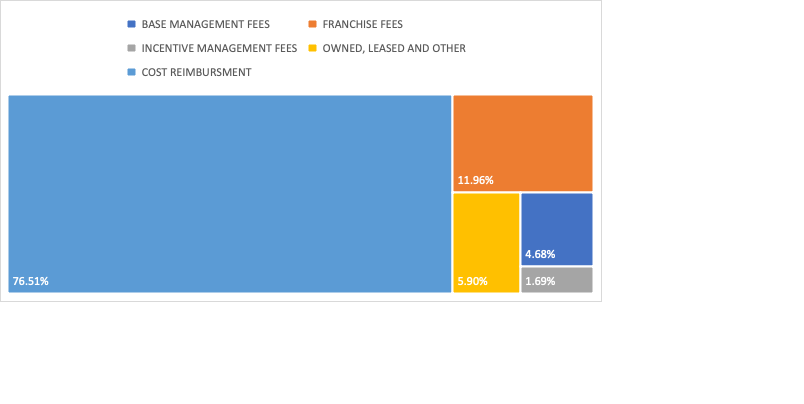 BASE MANAGEMENT FEES FRANCHISE FEES
INCENTIVE MANAGEMENT FEES OWNED, LEASED AND OTHER
COST REIMBURSMENT
11.96%
4.68%
76.51% 5.90% 1.69%